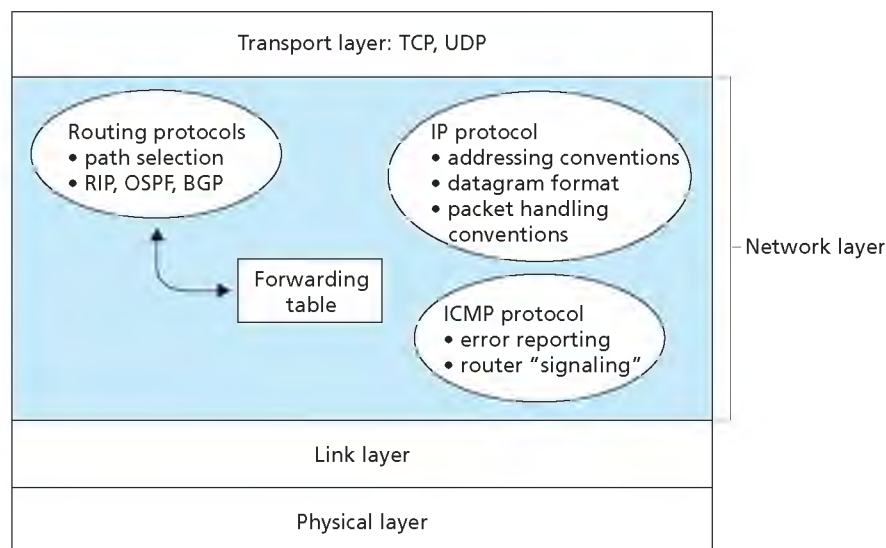 Transport layer: TCP, UDP
Routing protocols
• path selection
• RIP, OSPF, BGP
IP protocol
• addressing conventions
• datagram format
• packet handling
conventions
Network layer
Forwarding
table
ICMP protocol
• error reporting
• router “signaling”
Link layer
Physical layer